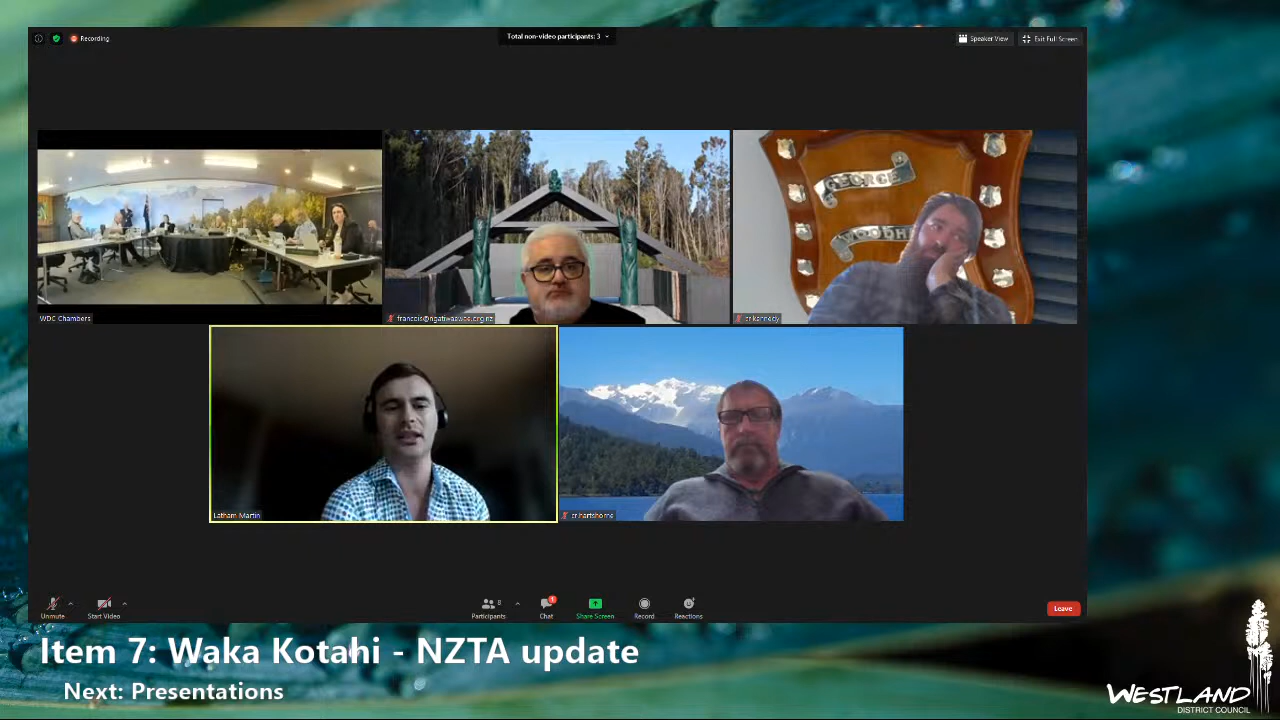 Recording
Total non-video participants: 3
Speaker View
Exit Full Screen
GEORGE
WDC Chambers
francois@ngatiwaewae.org.nz
cr.kennedy
Latham Martin
cr.hartshorne
Unmute
Start Video
Participants
8
Chat
1
Share Screen
Record
Reactions
Leave
Item 7: Waka Kotahi - NZTA update
Next: Presentations
WESTLAND
DISTRICT COUNCIL